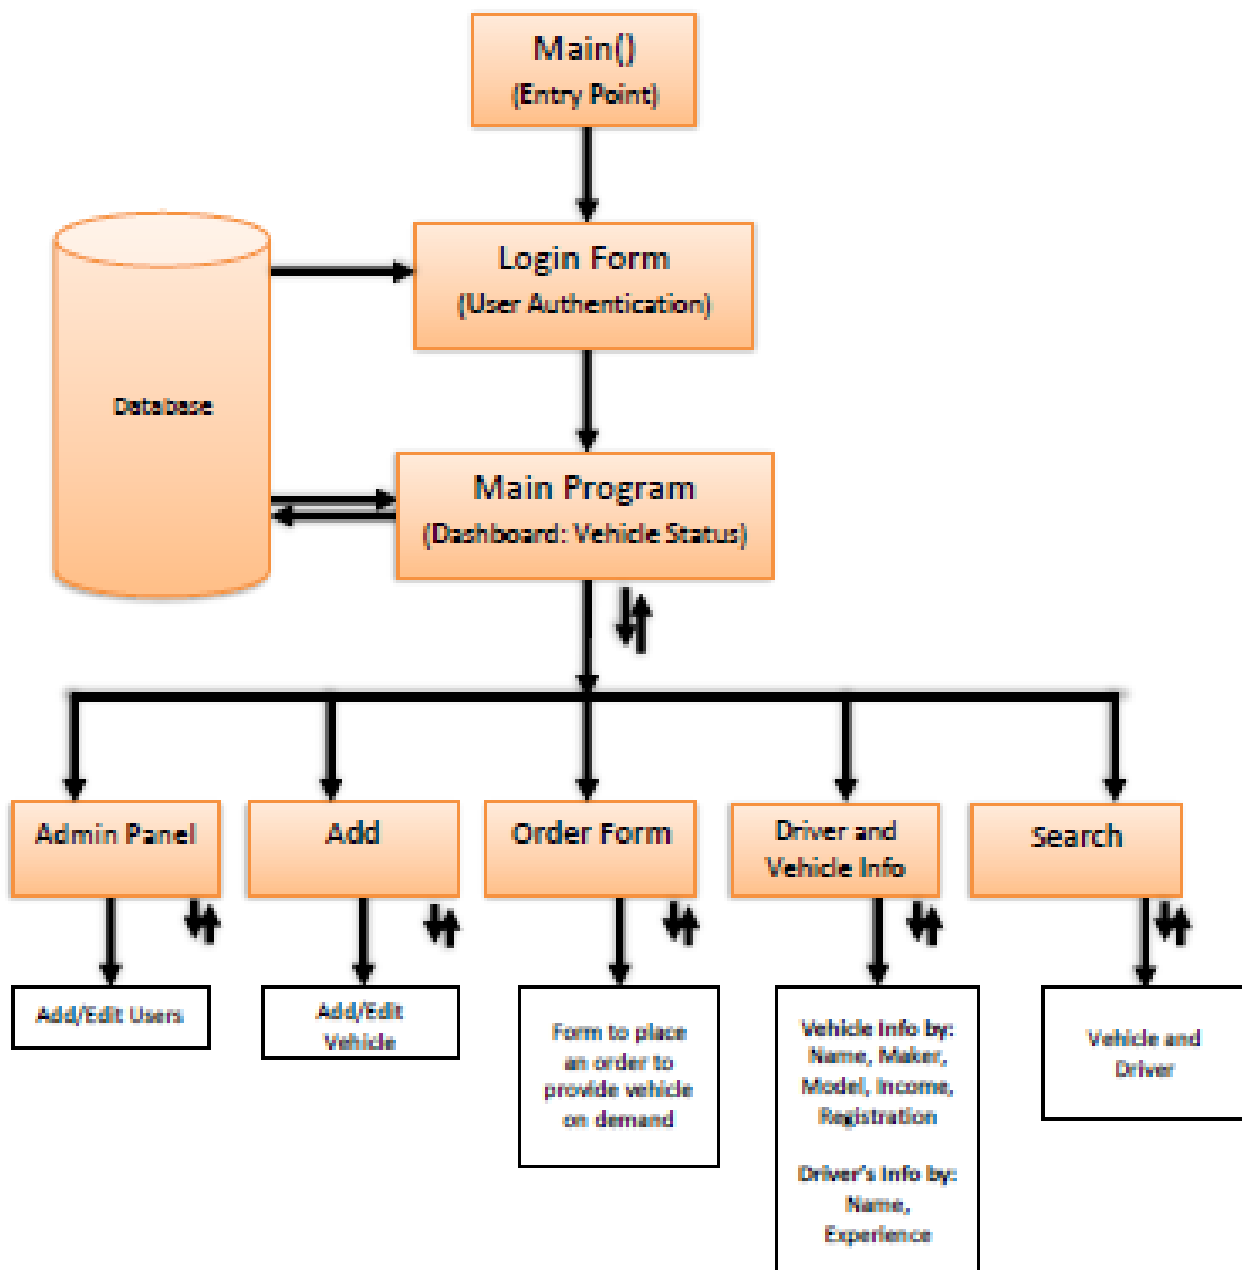 Main()
(Entry Point)
Login Form
(User Authentication)
Database
Main Program
(Dashboard: Vehicle Status)
Admin Panel
Add
Order Form
Driver and
Vehicle Info
Search
Add/Edit Users
Add/Edit
Vehicle
Form to place
an order to
provide vehicle
on demand
Vehicle Info by:
Name, Maker,
Model, Income,
Registration
Driver's Info by:
Name,
Experience
Vehicle and
Driver